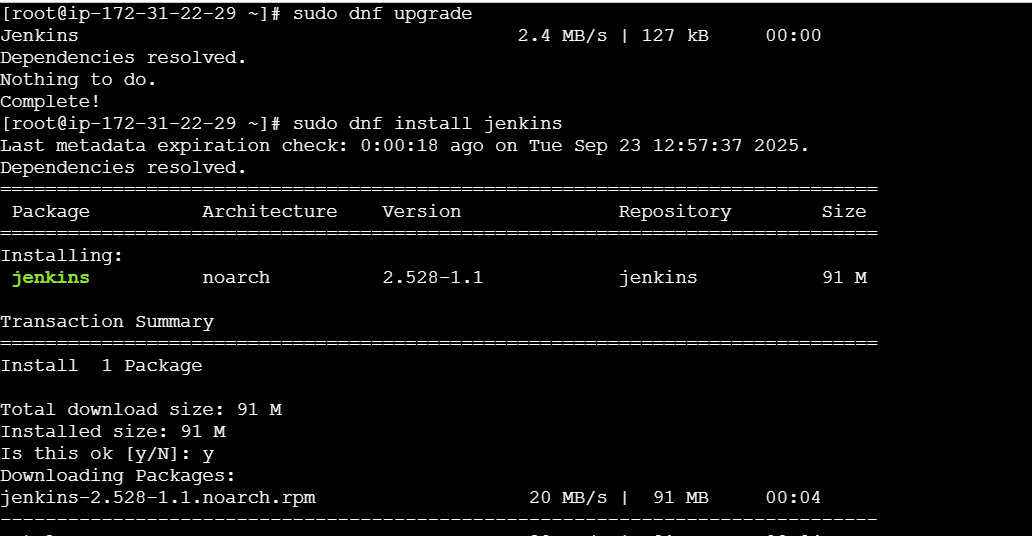 [root@ip-172-31-22-29 ~]# sudo dnf upgrade
Jenkins 2.4 MB/s | 127 kB 00:00
Dependencies resolved.
Nothing to do.
Complete!
[root@ip-172-31-22-29 ~]# sudo dnf install jenkins
Last metadata expiration check: 0:00:18 ago on Tue Sep 23 12:57:37 2025.
Dependencies resolved.
Package Architecture Version Repository Size
Installing:
jenkins noarch 2.528-1.1 jenkins 91 M
Transaction Summary
Install 1 Package
Total download size: 91 M
Installed size: 91 M
Is this ok [y/N]: y
Downloading Packages:
jenkins-2.528-1.1.noarch.rpm 20 MB/s | 91 MB 00:04